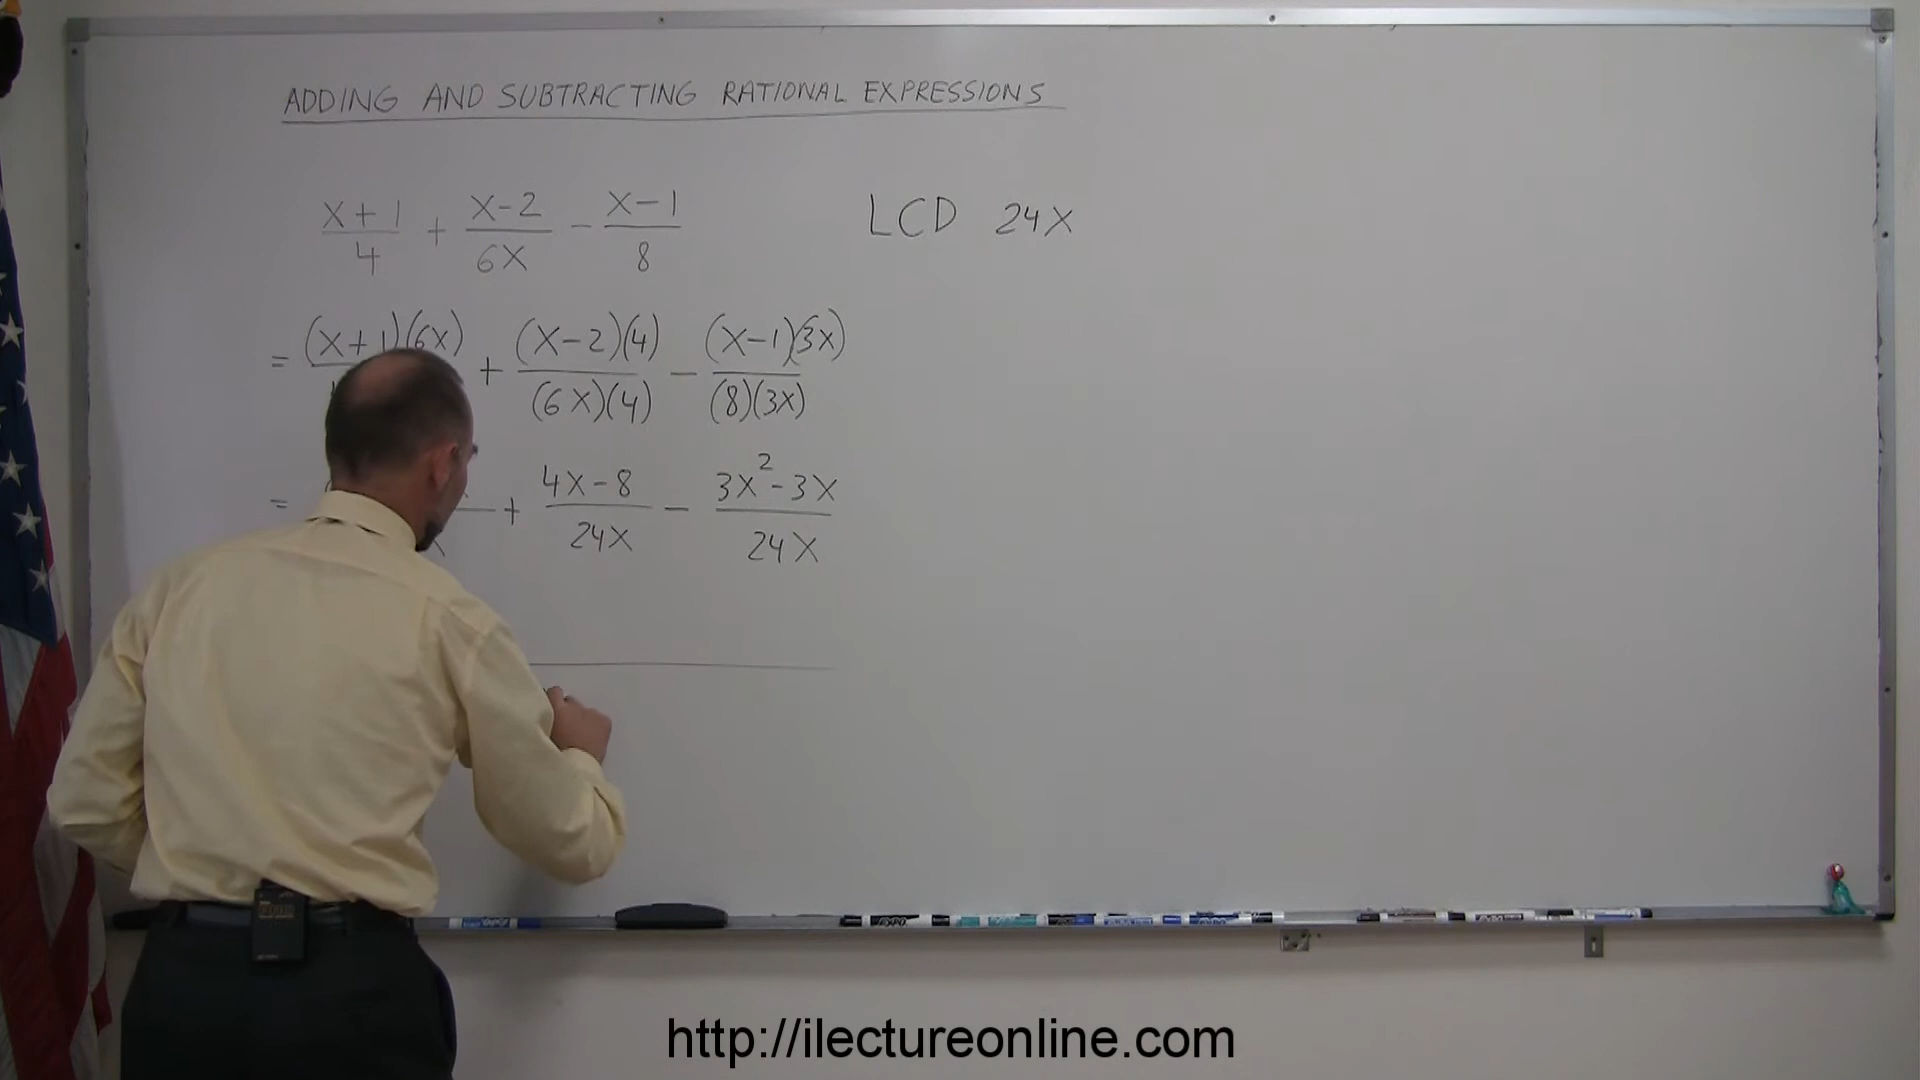 ADDING AND SUBTRACTING RATIONAL EXPRESSIONS
x+1/4 + x-2/6x - x-1/8
LCD 24x
= (x+1)(6x) + (x-2)(4)/(6x)(4) - (x-1)(3x)/(8)(3x)
= + 4x-8/24x - 3x²-3x/24x
http://ilectureonline.com